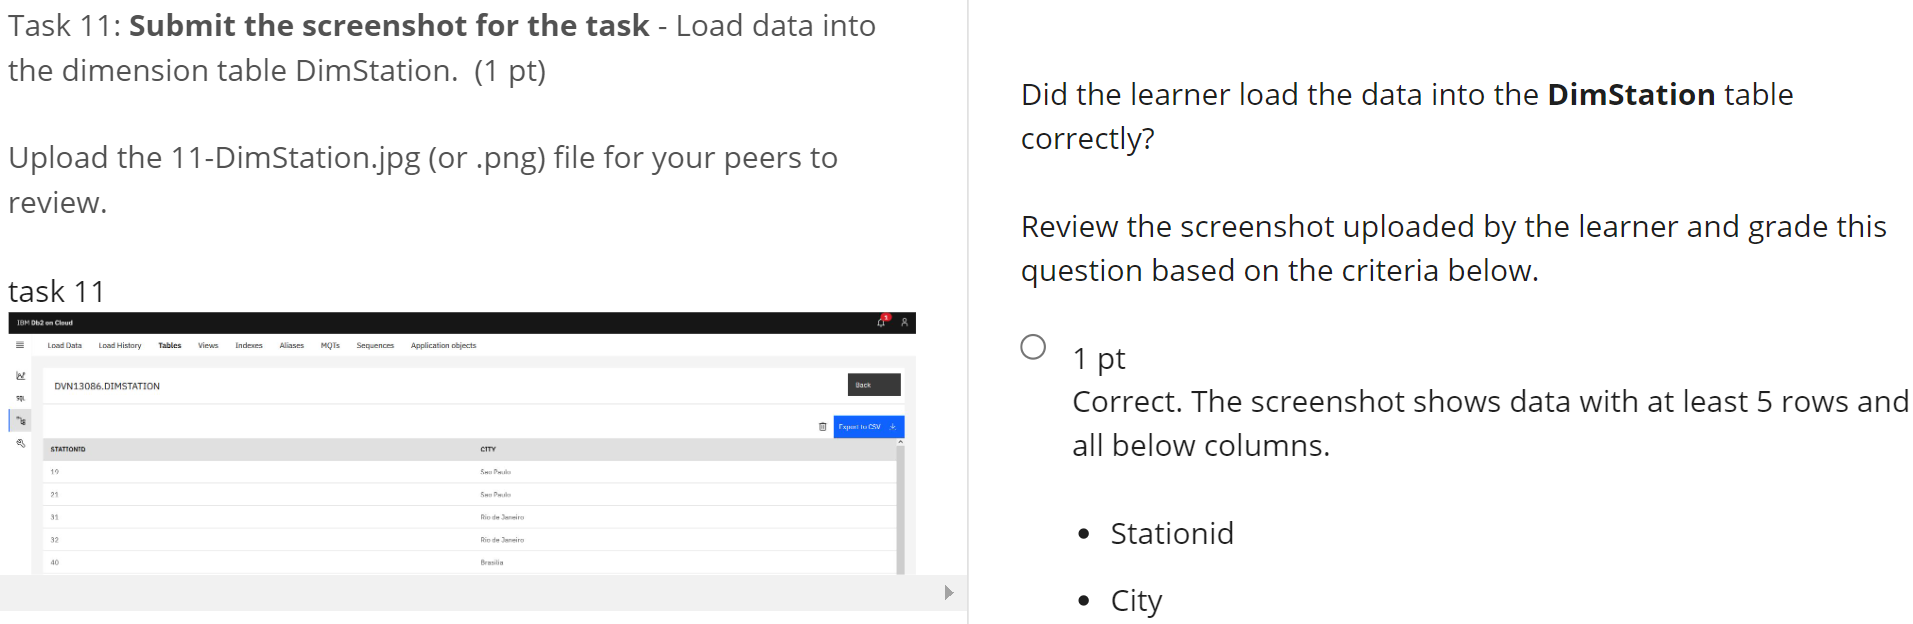 Task 11: Submit the screenshot for the task - Load data into
the dimension table DimStation. (1 pt)
Upload the 11-DimStation.jpg (or .png) file for your peers to
review.
task 11
IBM Db2 on Cloud
1
Load Data Load History Tables Views Indexes Aliases MQTs Sequences Application objects
SQL
DVN13086.DIMSTATION
Back
Export to CSV
STATIONID CITY
19 Sao Paulo
21 Sao Paulo
31 Rio de Janeiro
32 Rio de Janeiro
40 Brasilia
Did the learner load the data into the DimStation table
correctly?
Review the screenshot uploaded by the learner and grade this
question based on the criteria below.
1 pt
Correct. The screenshot shows data with at least 5 rows and
all below columns.
• Stationid
• City